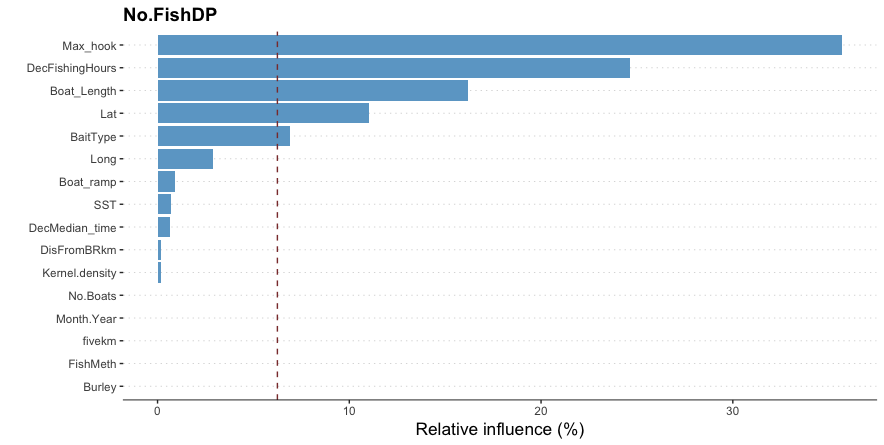 No.FishDP
Max_hook
DecFishingHours
Boat_Length
Lat
BaitType
Long
Boat_ramp
SST
DecMedian_time
DisFromBRkm
Kernel.density
No.Boats
Month.Year
fivekm
FishMeth
Burley
0 10 20 30
Relative influence (%)